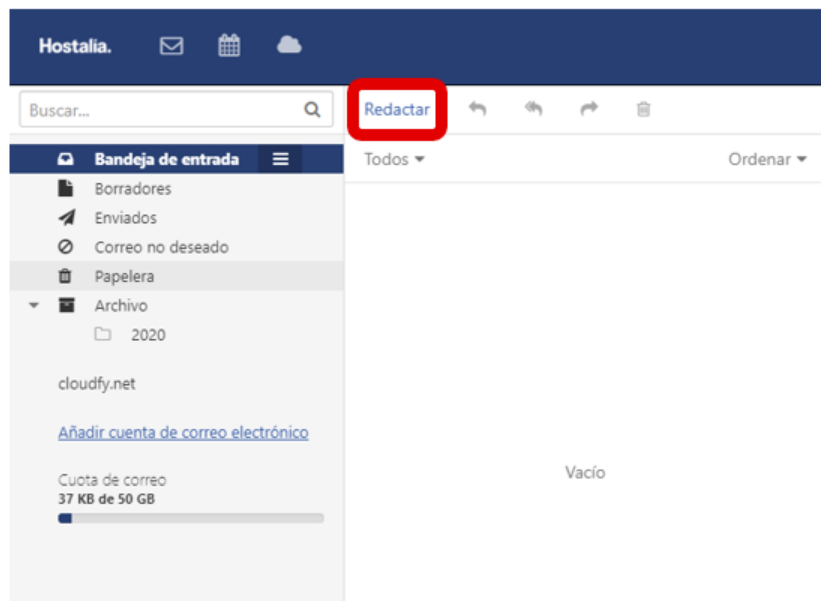 Hostalia.
Buscar...
Redactar
Bandeja de entrada
Todos
Ordenar
Borradores
Enviados
Correo no deseado
Papelera
Archivo
2020
cloudfy.net
Añadir cuenta de correo electrónico
Cuota de correo
37 KB de 50 GB
Vacío